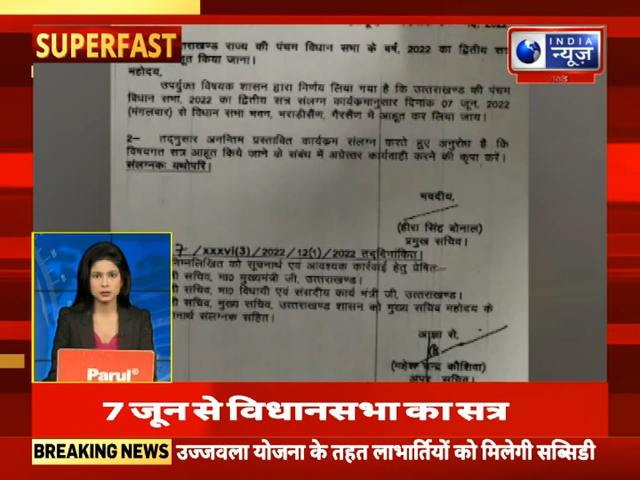 SUPERFAST
INDIA
न्यूज़
उत्तराखण्ड राज्य की पंचम विधान सभा के वर्ष, 2022 का द्वितीय सत्र
आहूत किया जाना।
महोदय,
उपर्युक्त विषयक शासन द्वारा निर्णय लिया गया है कि उत्तराखण्ड की पंचम
विधान सभा, 2022 का द्वितीय सत्र संलग्न कार्यक्रमानुसार दिनांक 07 जून, 2022
(मंगलवार) से विधान सभा भवन, भराड़ीसैंण, गैरसैंण में आहूत कर लिया जाय।
2- तद्नुसार अनन्तिम प्रस्तावित कार्यक्रम संलग्न करते हुए अनुरोध है कि
विषयगत सत्र आहूत किये जाने के संबंध में अग्रेत्तर कार्यवाही करने की कृपा करें।
संलग्नकः यथोपरि।
भवदीय,
(हीरा सिंह बोनाल)
प्रमुख सचिव।
7/xxxvi(3)/2022/12(1)/2022 तद्दिनांकित।
निम्नलिखित को सूचनार्थ एवं आवश्यक कार्रवाई हेतु प्रेषित-
सचिव, मा0 मुख्यमंत्री जी, उत्तराखण्ड।
सचिव, मा0 विधायी एवं संसदीय कार्य मंत्री जी, उत्तराखण्ड।
सचिव, मुख्य सचिव, उत्तराखण्ड शासन को मुख्य सचिव महोदय के
संलग्नक सहित।
आज्ञा से,
(महेश चन्द्र कौशिवा)
अपर सचिव।
Parul®
7 जून से विधानसभा का सत्र
BREAKING NEWS उज्जवला योजना के तहत लाभार्तियों को मिलेगी सब्सिडी